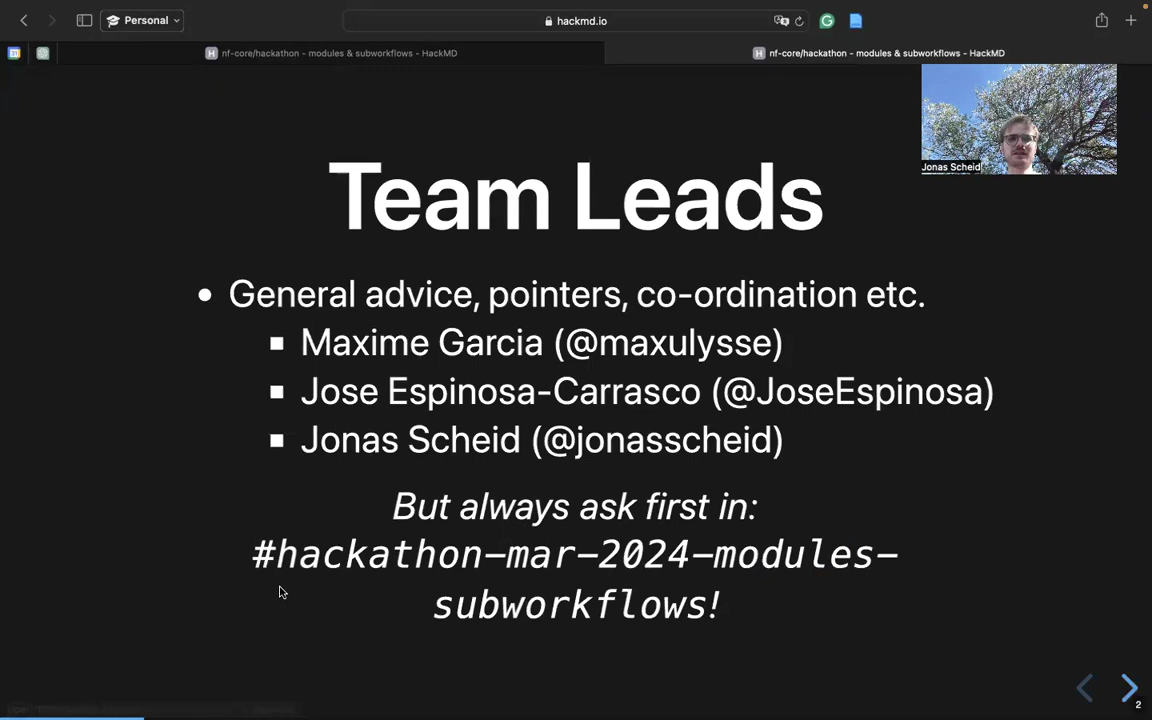 Personal
hackmd.io
nf-core/hackathon - modules & subworkflows - HackMD
nf-core/hackathon - modules & subworkflows - HackMD
Jonas Scheid
Team Leads
General advice, pointers, co-ordination etc.
Maxime Garcia (@maxulysse)
Jose Espinosa-Carrasco (@JoseEspinosa)
Jonas Scheid (@jonasscheid)
But always ask first in:
#hackathon-mar-2024-modules-
subworkflows!
2